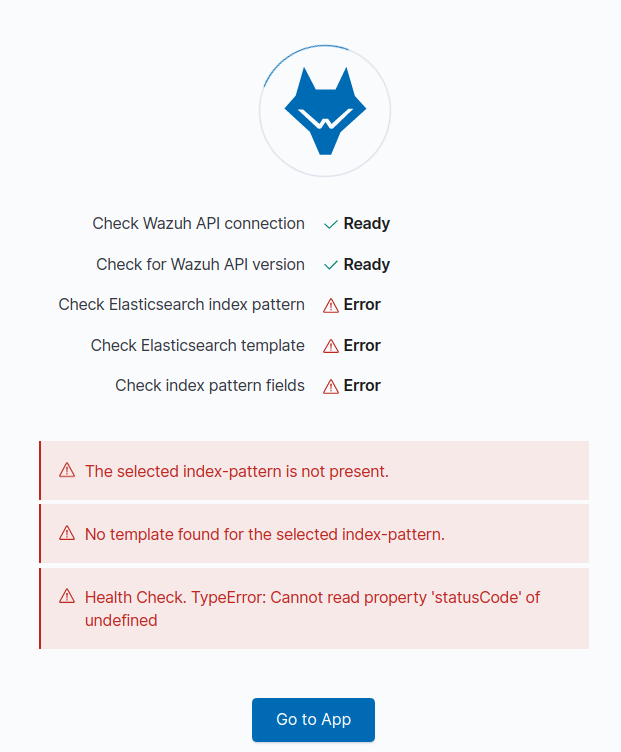 Check Wazuh API connection Ready
Check for Wazuh API version Ready
Check Elasticsearch index pattern Error
Check Elasticsearch template Error
Check index pattern fields Error
The selected index-pattern is not present.
No template found for the selected index-pattern.
Health Check. TypeError: Cannot read property 'statusCode' of
undefined
Go to App